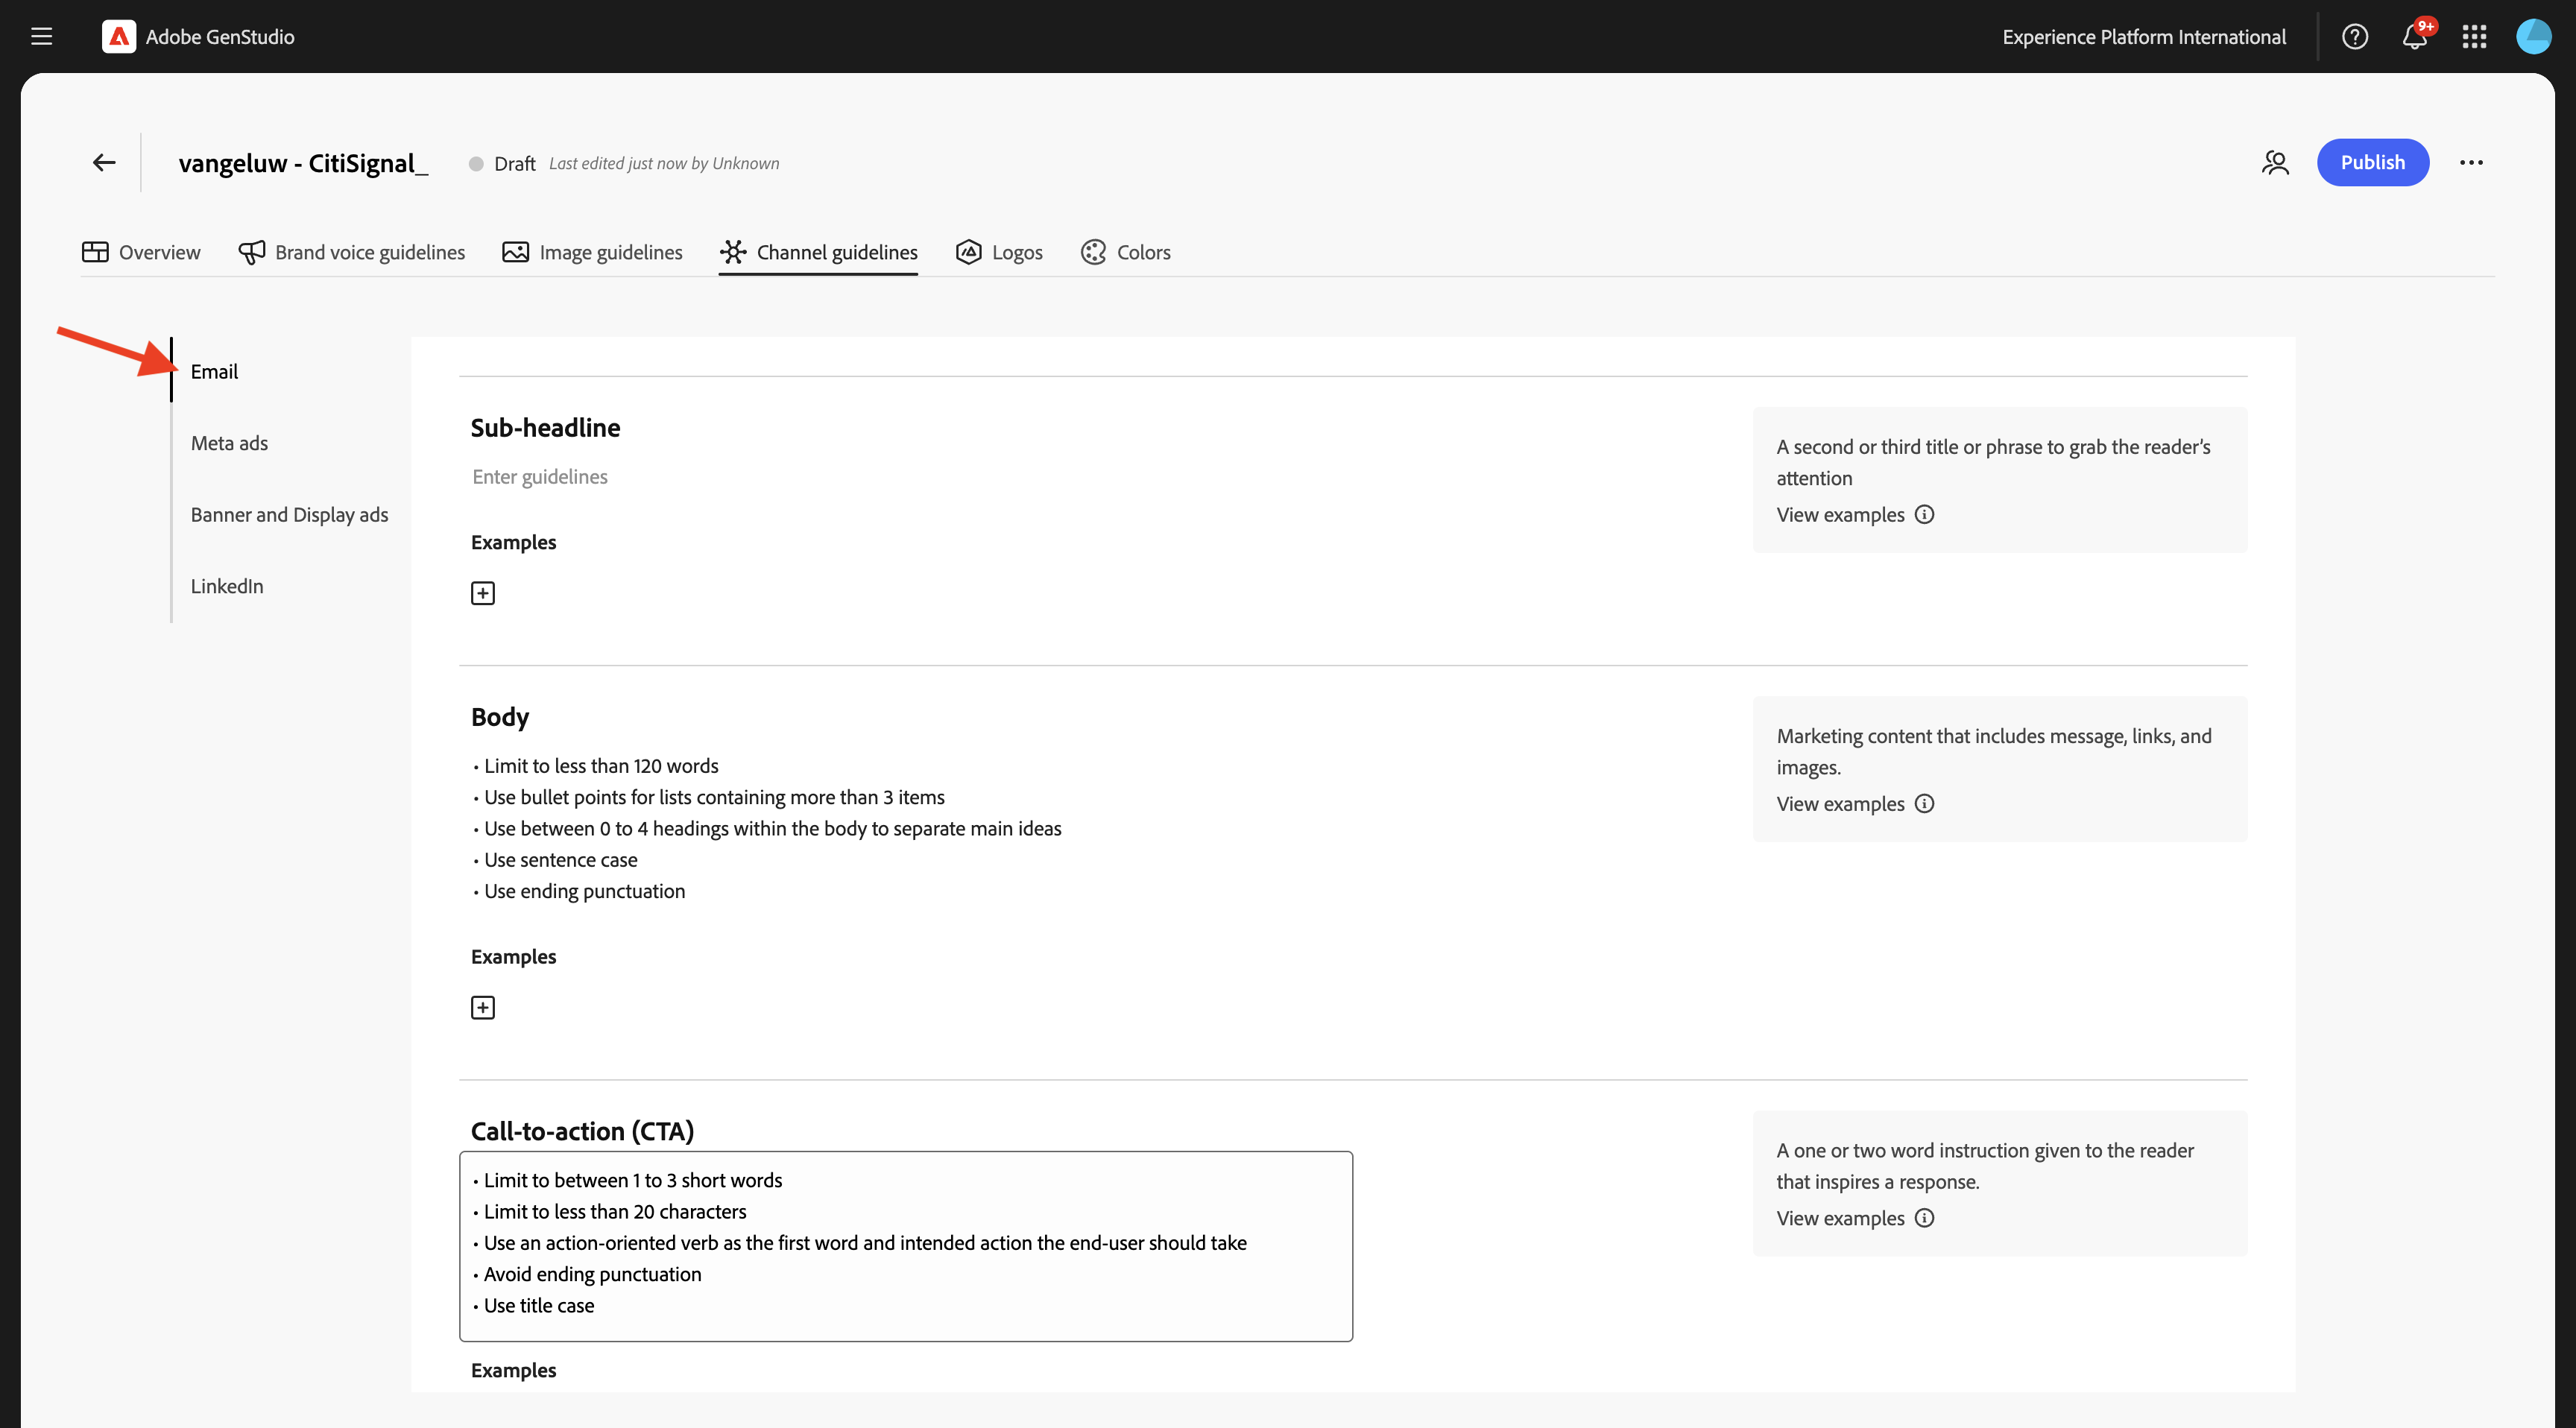 Adobe GenStudio
Experience Platform International
9+
vangeluw - CitiSignal_
Draft
Last edited just now by Unknown
Publish
Overview
Brand voice guidelines
Image guidelines
Channel guidelines
Logos
Colors
Email
Meta ads
Banner and Display ads
LinkedIn
Sub-headline
Enter guidelines
Examples
A second or third title or phrase to grab the reader's
attention
View examples
Body
• Limit to less than 120 words
• Use bullet points for lists containing more than 3 items
• Use between 0 to 4 headings within the body to separate main ideas
• Use sentence case
• Use ending punctuation
Examples
Marketing content that includes message, links, and
images.
View examples
Call-to-action (CTA)
• Limit to between 1 to 3 short words
• Limit to less than 20 characters
• Use an action-oriented verb as the first word and intended action the end-user should take
• Avoid ending punctuation
• Use title case
Examples
A one or two word instruction given to the reader
that inspires a response.
View examples